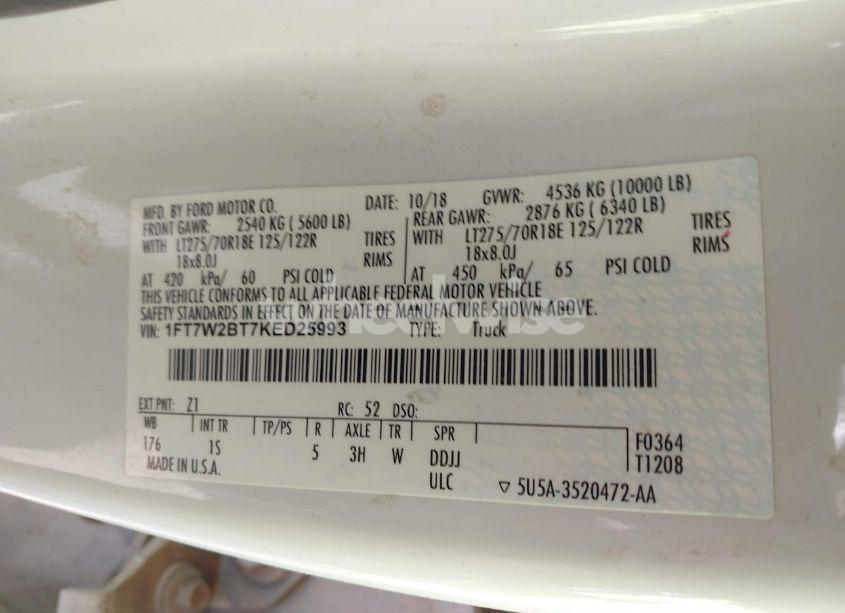 MFD. BY FORD MOTOR CO. DATE: 10/18 GVWR: 4536 KG (10000 LB)
FRONT GAWR: 2540 KG ( 5600 LB) REAR GAWR: 2876 KG ( 6340 LB)
WITH LT275/70R18E 125/122R TIRES WITH LT275/70R18E 125/122R TIRES
18x8.0J RIMS 18x8.0J RIMS
AT 420 kPa/ 60 PSI COLD AT 450 kPa/ 65 PSI COLD
THIS VEHICLE CONFORMS TO ALL APPLICABLE FEDERAL MOTOR VEHICLE
SAFETY STANDARDS IN EFFECT ON THE DATE OF MANUFACTURE SHOWN ABOVE.
VIN: 1FT7W2BT7KED25993 TYPE: Truck
EXT PNT: Z1 RC: 52 DSO:
WB INT TR TP/PS R AXLE TR SPR F0364
176 1S 5 3H W DDJJ T1208
MADE IN U.S.A. ULC ▽ 5U5A-3520472-AA